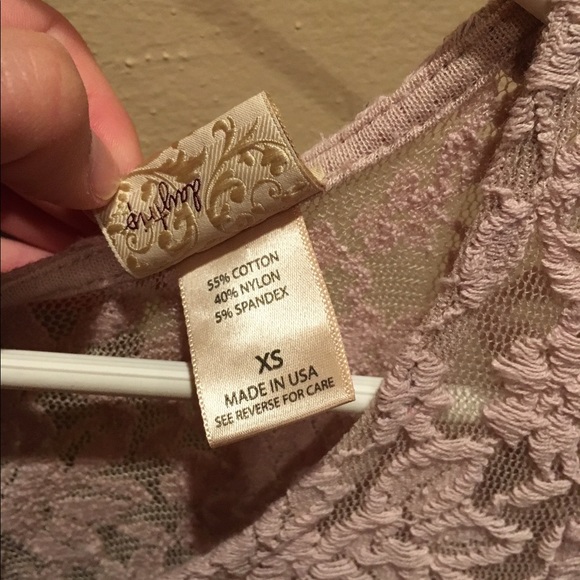 daytrip
55% COTTON
40% NYLON
5% SPANDEX
XS
MADE IN USA
SEE REVERSE FOR CARE